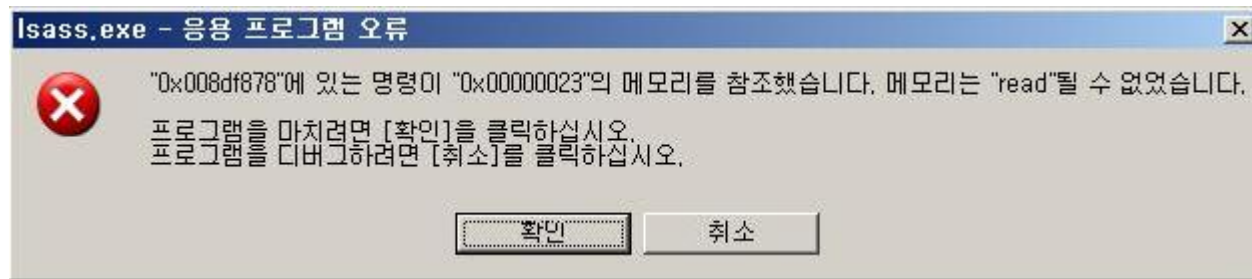 lsass.exe - 응용 프로그램 오류
"0x008df878"에 있는 명령이 "0x00000023"의 메모리를 참조했습니다. 메모리는 "read"될 수 없었습니다.
프로그램을 마치려면 [확인]을 클릭하십시오.
프로그램을 디버그하려면 [취소]를 클릭하십시오.
확인
취소